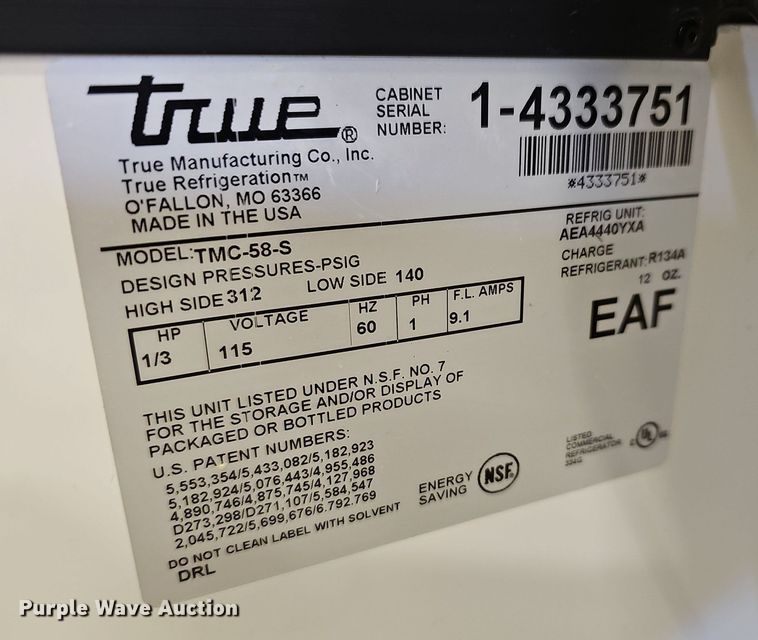 true®
CABINET
SERIAL
NUMBER:
1-4333751
*4333751*
True Manufacturing Co., Inc.
True Refrigeration™
O'FALLON, MO 63366
MADE IN THE USA
MODEL:TMC-58-S
DESIGN PRESSURES-PSIG
HIGH SIDE 312 LOW SIDE 140
REFRIG UNIT:
AEA4440YXA
CHARGE
REFRIGERANT:R134A
12 OZ.
EAF
HP VOLTAGE HZ PH F.L. AMPS
1/3 115 60 1 9.1
THIS UNIT LISTED UNDER N.S.F. NO. 7
FOR THE STORAGE AND/OR DISPLAY OF
PACKAGED OR BOTTLED PRODUCTS
U.S. PATENT NUMBERS:
5,553,354/5,433,082/5,182,923
5,182,924/5,076,443/4,955,486
4,890,746/4,875,745/4,127,968
D273,298/D271,107/5,584,547
2,045,722/5,699,676/6.792.769
DO NOT CLEAN LABEL WITH SOLVENT
DRL
ENERGY
SAVING
NSF
LISTED
COMMERCIAL
REFRIGERATOR
UL
Purple Wave Auction